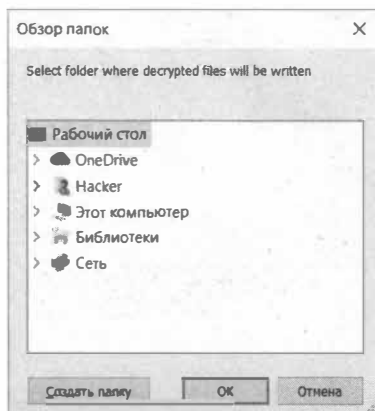 Обзор папок
Select folder where decrypted files will be written
Рабочий стол
OneDrive
Hacker
Этот компьютер
Библиотеки
Сеть
Создать папку
ОК
Отмена